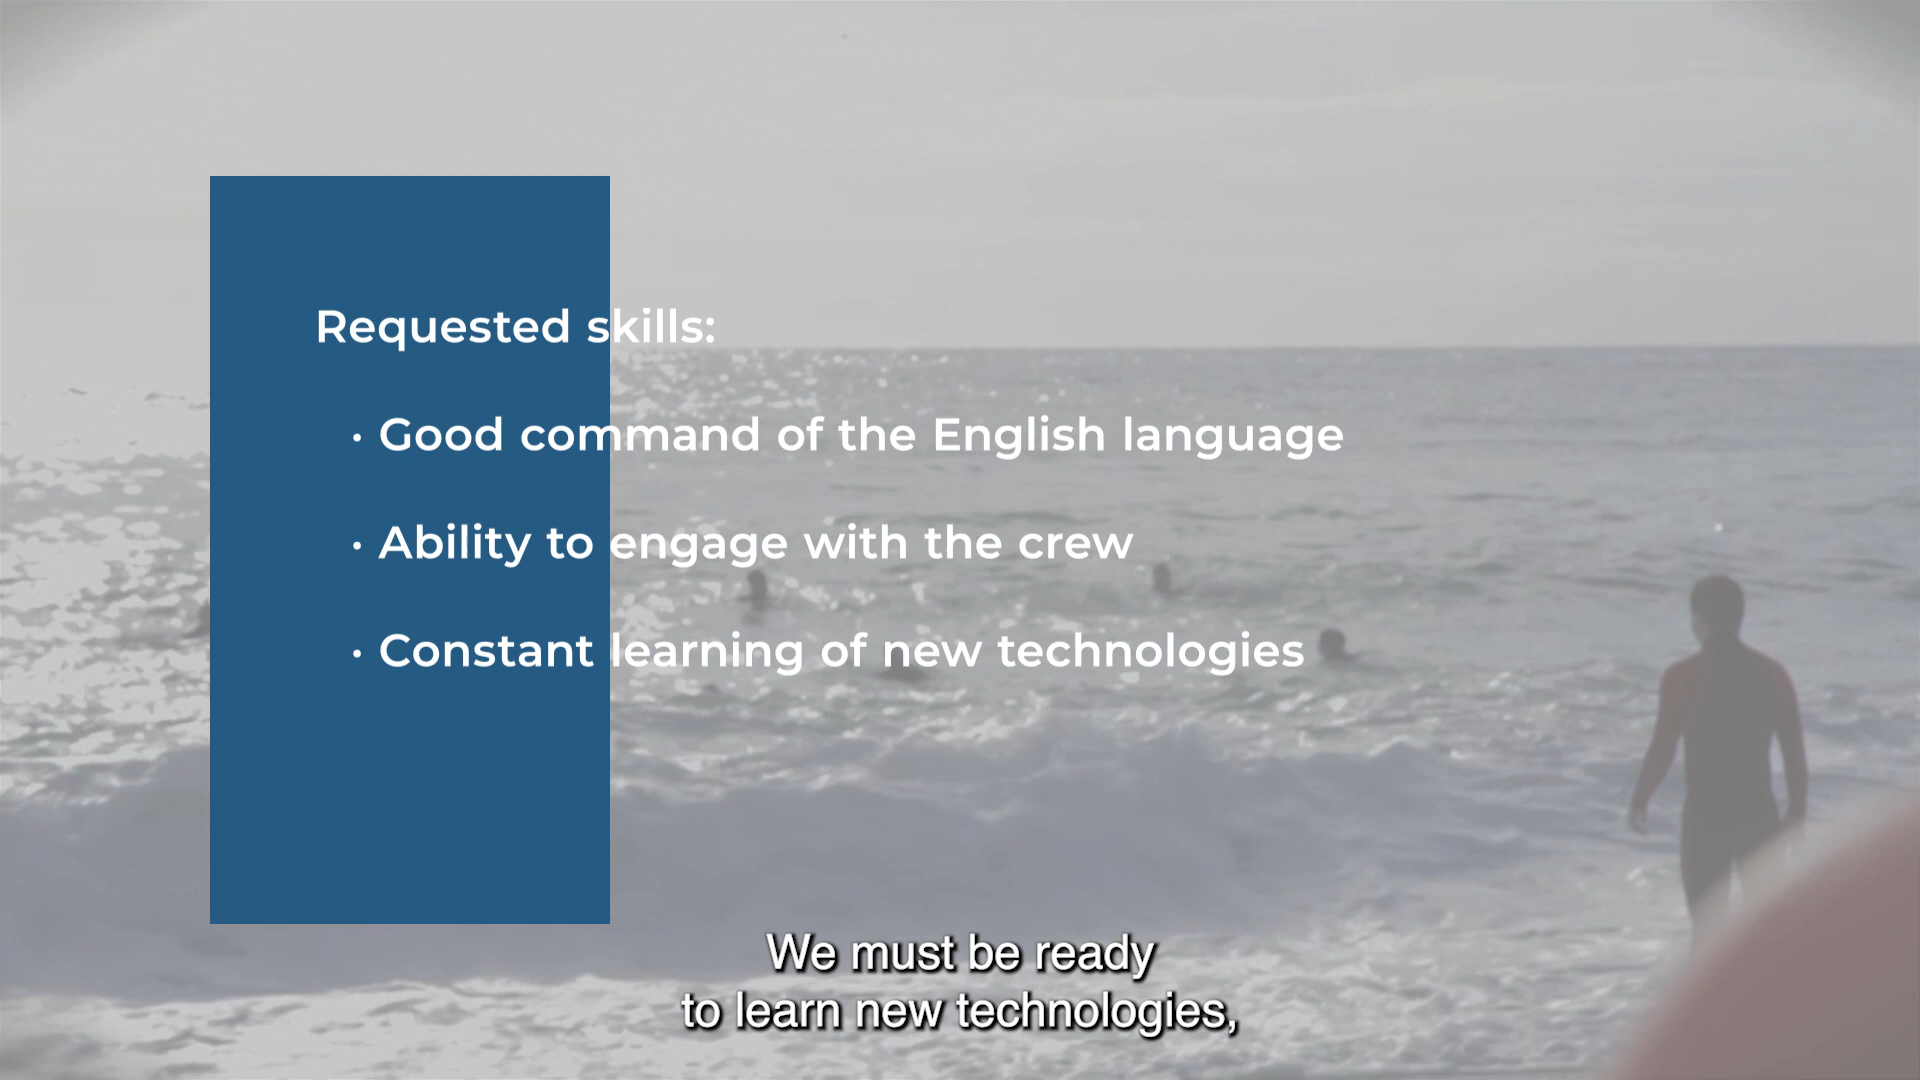 Requested skills:
• Good command of the English language
• Ability to engage with the crew
• Constant learning of new technologies
We must be ready
to learn new technologies,